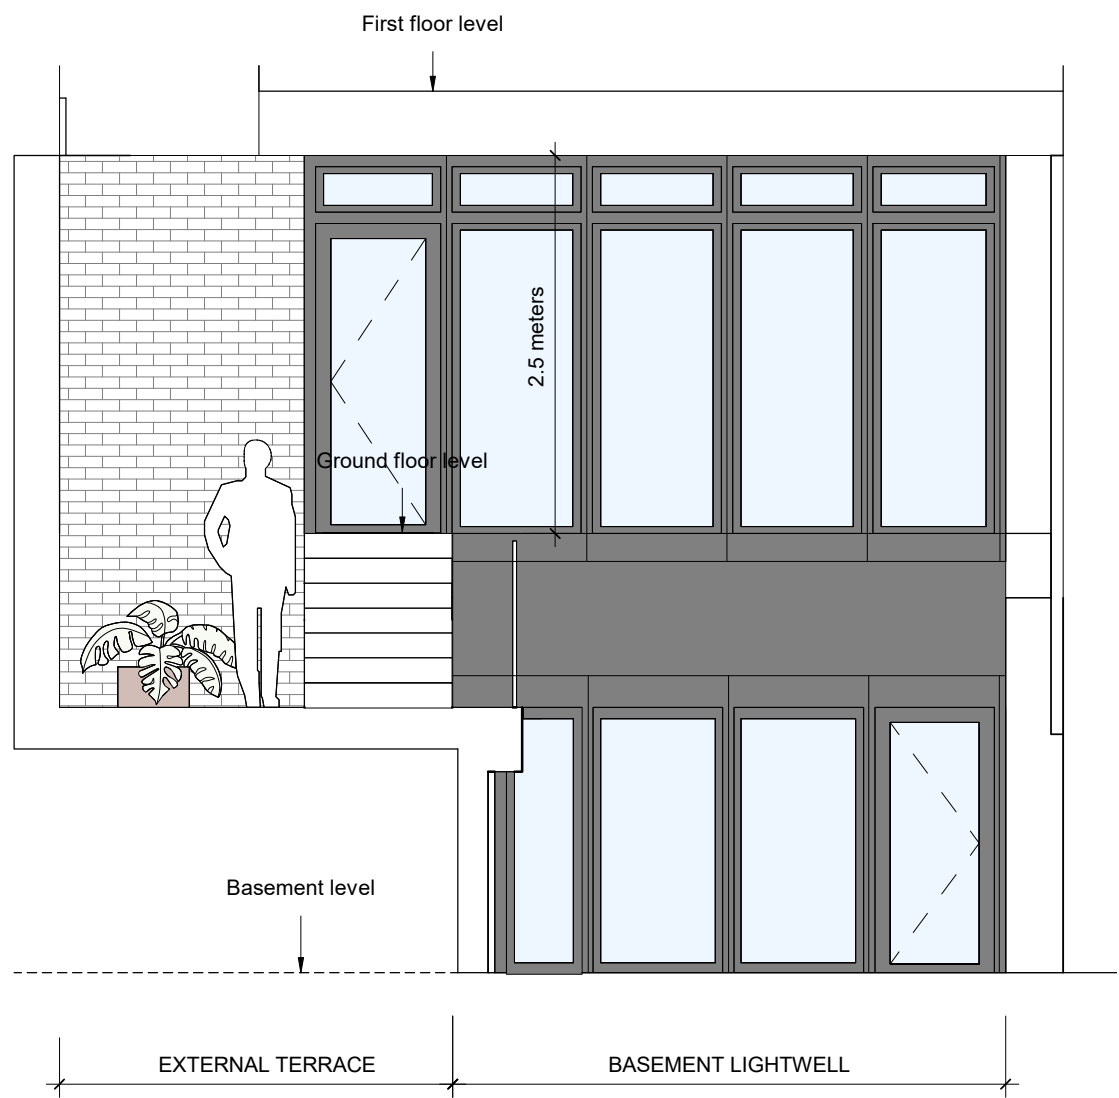 First floor level
2.5 meters
Ground floor level
Basement level
EXTERNAL TERRACE
BASEMENT LIGHTWELL